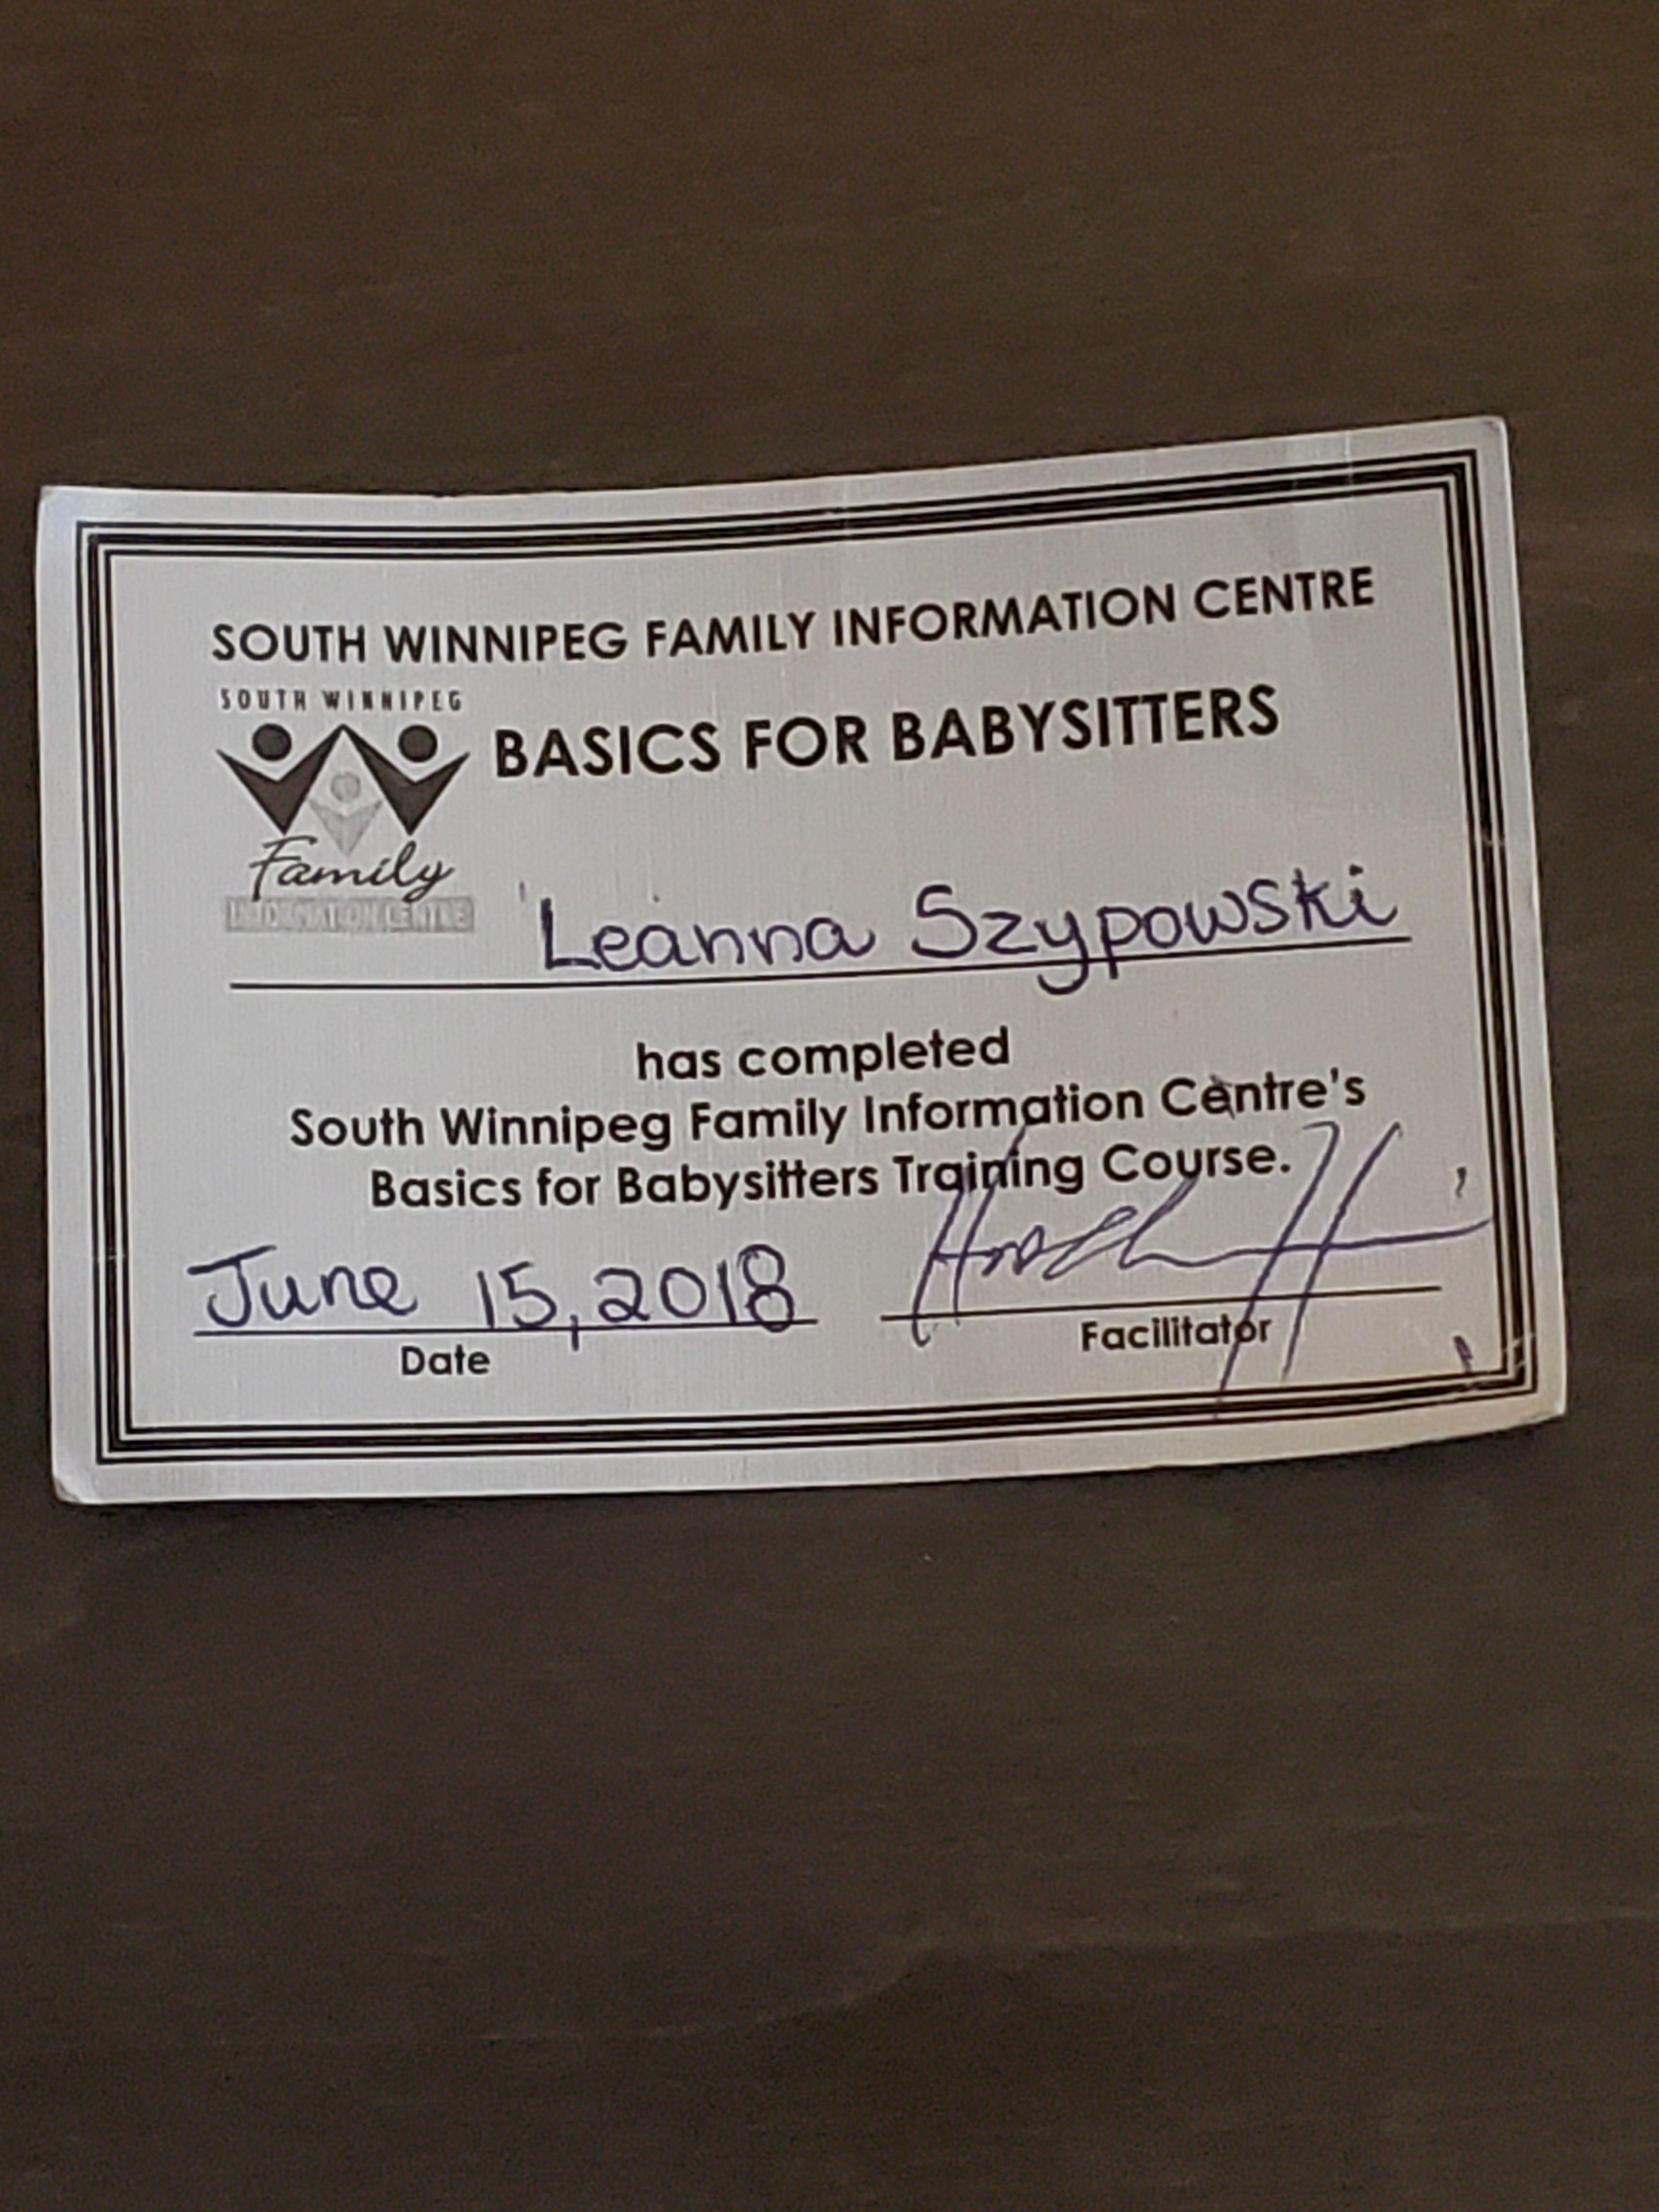 SOUTH WINNIPEG FAMILY INFORMATION CENTRE
SOUTH WINNIPEG
BASICS FOR BABYSITTERS
Family
INFORMATION CENTRE
Leanna Szypowski
has completed
South Winnipeg Family Information Centre's
Basics for Babysitters Training Course.
June 15, 2018
Date
Facilitator